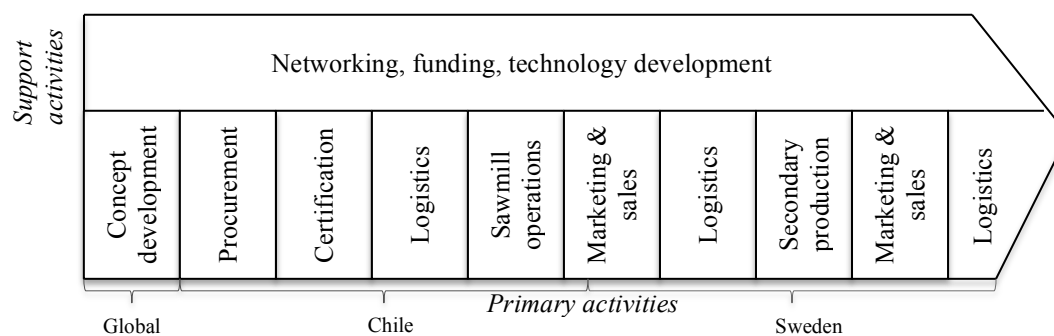 Support
activities
Networking, funding, technology development
Concept
development
Procurement
Certification
Logistics
Sawmill
operations
Marketing &
sales
Logistics
Secondary
production
Marketing &
sales
Logistics
Primary activities
Global
Chile
Sweden